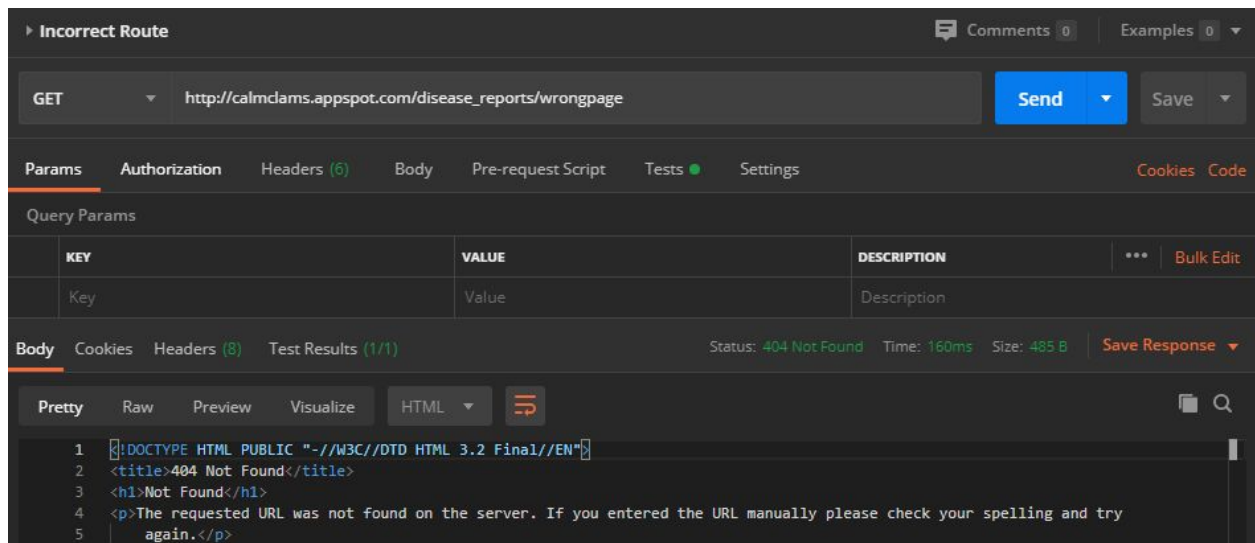 Incorrect Route Comments 0 Examples 0
GET http://calmclams.appspot.com/disease_reports/wrongpage Send Save
Params Authorization Headers (6) Body Pre-request Script Tests Settings Cookies Code
Query Params
KEY VALUE DESCRIPTION ••• Bulk Edit
Key Value Description
Body Cookies Headers (8) Test Results (1/1) Status: 404 Not Found Time: 160ms Size: 485 B Save Response
Pretty Raw Preview Visualize HTML
1 <!DOCTYPE HTML PUBLIC "-//W3C//DTD HTML 3.2 Final//EN">
2 <title>404 Not Found</title>
3 <h1>Not Found</h1>
4 <p>The requested URL was not found on the server. If you entered the URL manually please check your spelling and try
5 again.</p>